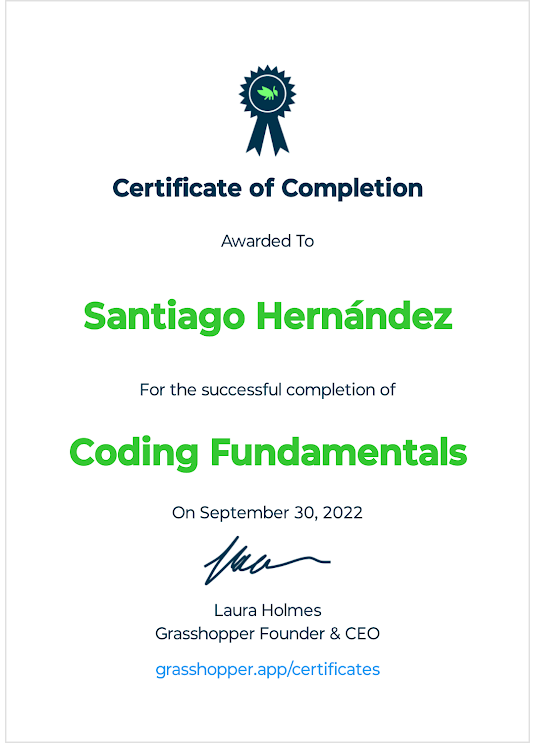 Certificate of Completion
Awarded To
Santiago Hernández
For the successful completion of
Coding Fundamentals
On September 30, 2022
Laura Holmes
Grasshopper Founder & CEO
grasshopper.app/certificates